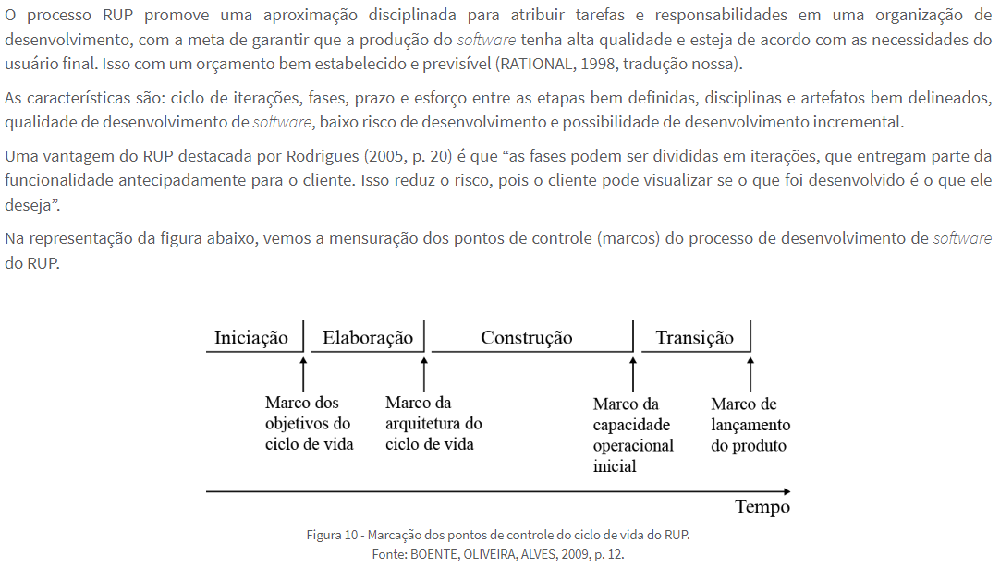 O processo RUP promove uma aproximação disciplinada para atribuir tarefas e responsabilidades em uma organização de
desenvolvimento, com a meta de garantir que a produção do software tenha alta qualidade e esteja de acordo com as necessidades do
usuário final. Isso com um orçamento bem estabelecido e previsível (RATIONAL, 1998, tradução nossa).
As características são: ciclo de iterações, fases, prazo e esforço entre as etapas bem definidas, disciplinas e artefatos bem delineados,
qualidade de desenvolvimento de software, baixo risco de desenvolvimento e possibilidade de desenvolvimento incremental.
Uma vantagem do RUP destacada por Rodrigues (2005, p. 20) é que “as fases podem ser divididas em iterações, que entregam parte da
funcionalidade antecipadamente para o cliente. Isso reduz o risco, pois o cliente pode visualizar se o que foi desenvolvido é o que ele
deseja”.
Na representação da figura abaixo, vemos a mensuração dos pontos de controle (marcos) do processo de desenvolvimento de software
do RUP.
Iniciação
Elaboração
Construção
Transição
Marco dos
objetivos do
ciclo de vida
Marco da
arquitetura do
ciclo de vida
Marco da
capacidade
operacional
inicial
Marco de
lançamento
do produto
Tempo
Figura 10 - Marcação dos pontos de controle do ciclo de vida do RUP.
Fonte: BOENTE, OLIVEIRA, ALVES, 2009, p. 12.